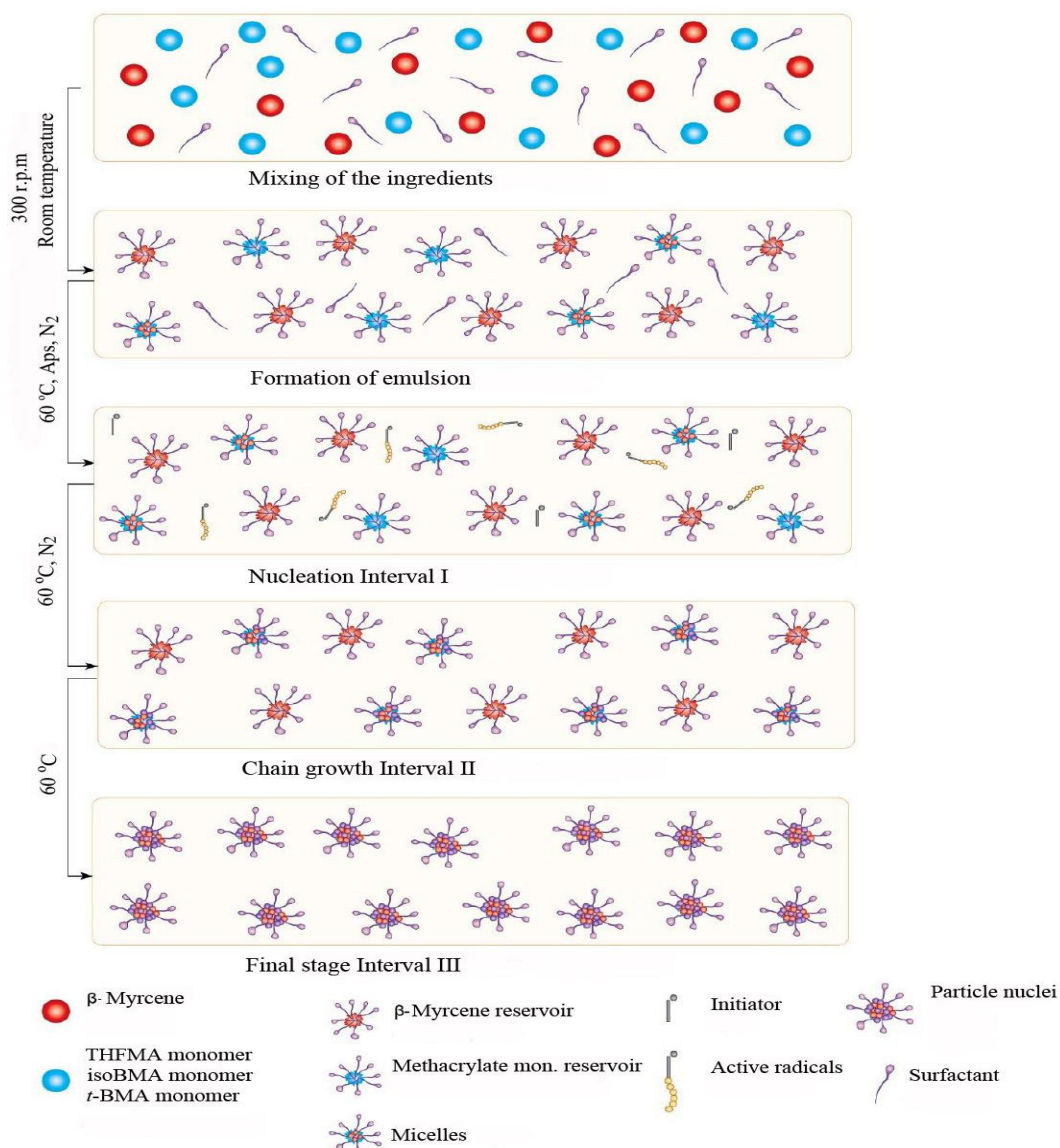 300 r.p.m
Room temperature
Mixing of the ingredients
60 °C, Aps, N₂
Formation of emulsion
60 °C, N₂
Nucleation Interval I
Chain growth Interval II
60 °C
Final stage Interval III
β- Myrcene
β-Myrcene reservoir
Initiator
Particle nuclei
THFMA monomer
isoBMA monomer
t-BMA monomer
Methacrylate mon. reservoir
Active radicals
Surfactant
Micelles